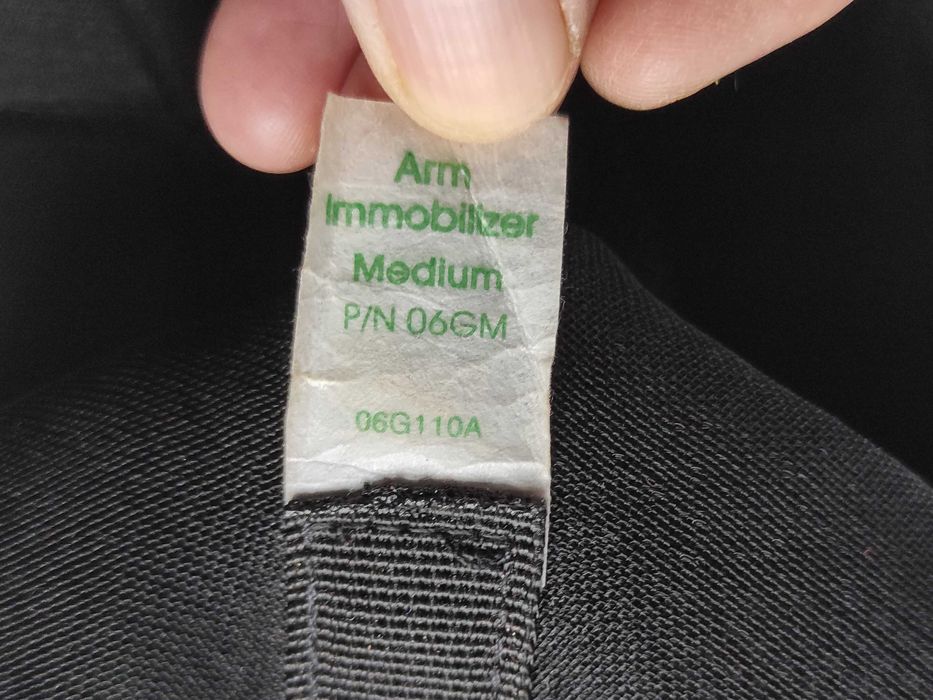 Arm
Immobilizer
Medium
P/N 06GM
06G110A